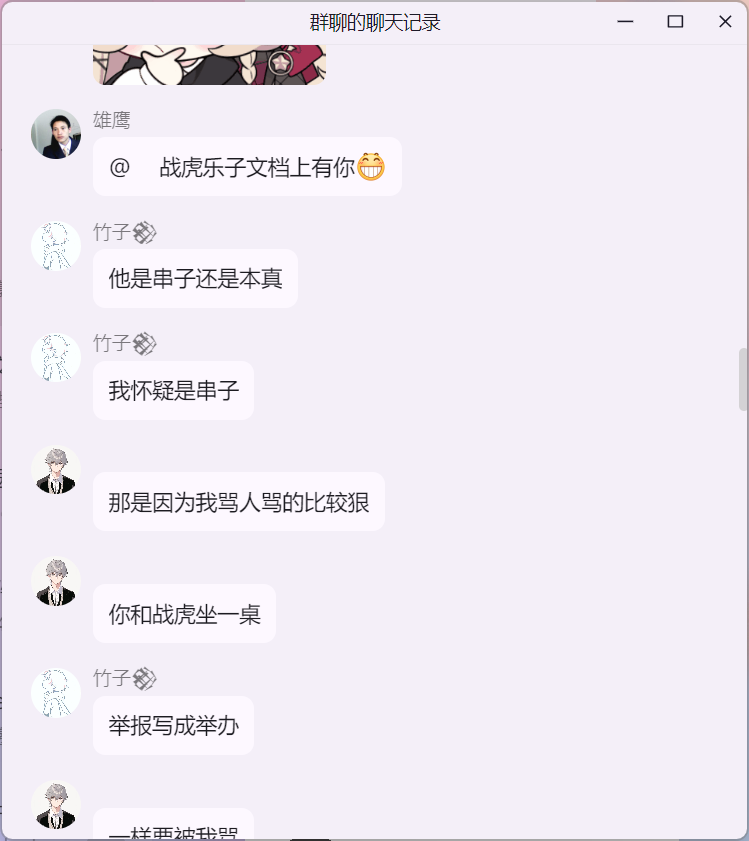 群聊的聊天记录
雄鹰
@ 战虎乐子文档上有你😁
竹子
他是串子还是本真
竹子
我怀疑是串子
那是因为我骂人骂的比较狠
你和战虎坐一桌
竹子
举报写成举办
一样要被我骂